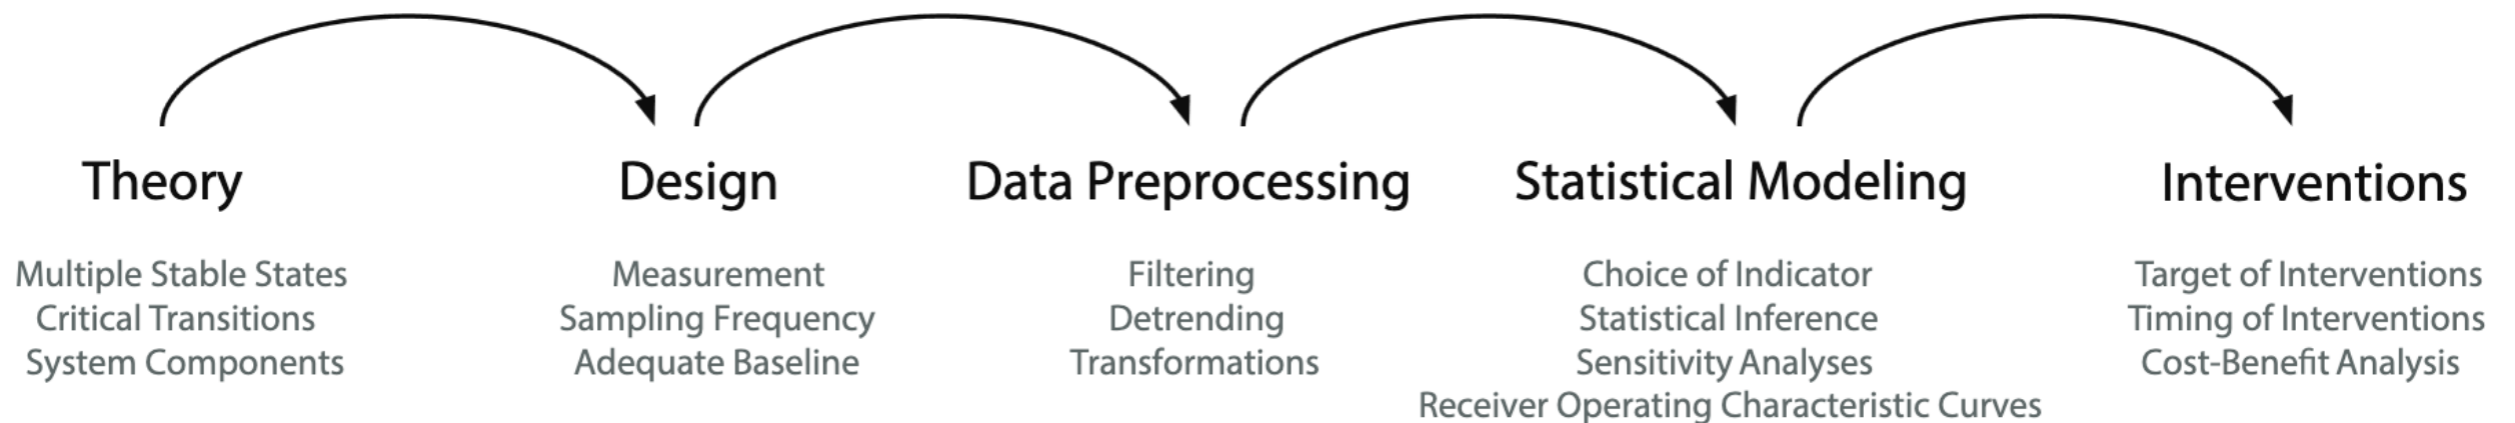 Theory
Multiple Stable States
Critical Transitions
System Components
Design
Measurement
Sampling Frequency
Adequate Baseline
Data Preprocessing
Filtering
Detrending
Transformations
Statistical Modeling
Choice of Indicator
Statistical Inference
Sensitivity Analyses
Receiver Operating Characteristic Curves
Interventions
Target of Interventions
Timing of Interventions
Cost-Benefit Analysis